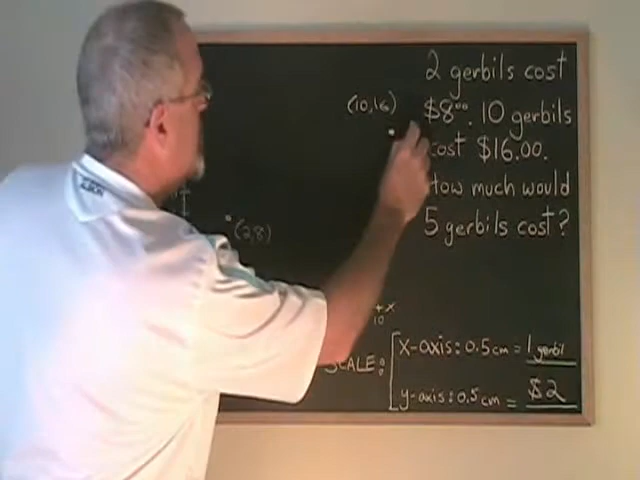 2 gerbils cost
(10,16)
$8.00. 10 gerbils
cost $16.00.
How much would
(2,8)
5 gerbils cost?
x
10
SCALE:
x-axis: 0.5cm = 1 gerbil
y-axis: 0.5cm = $2